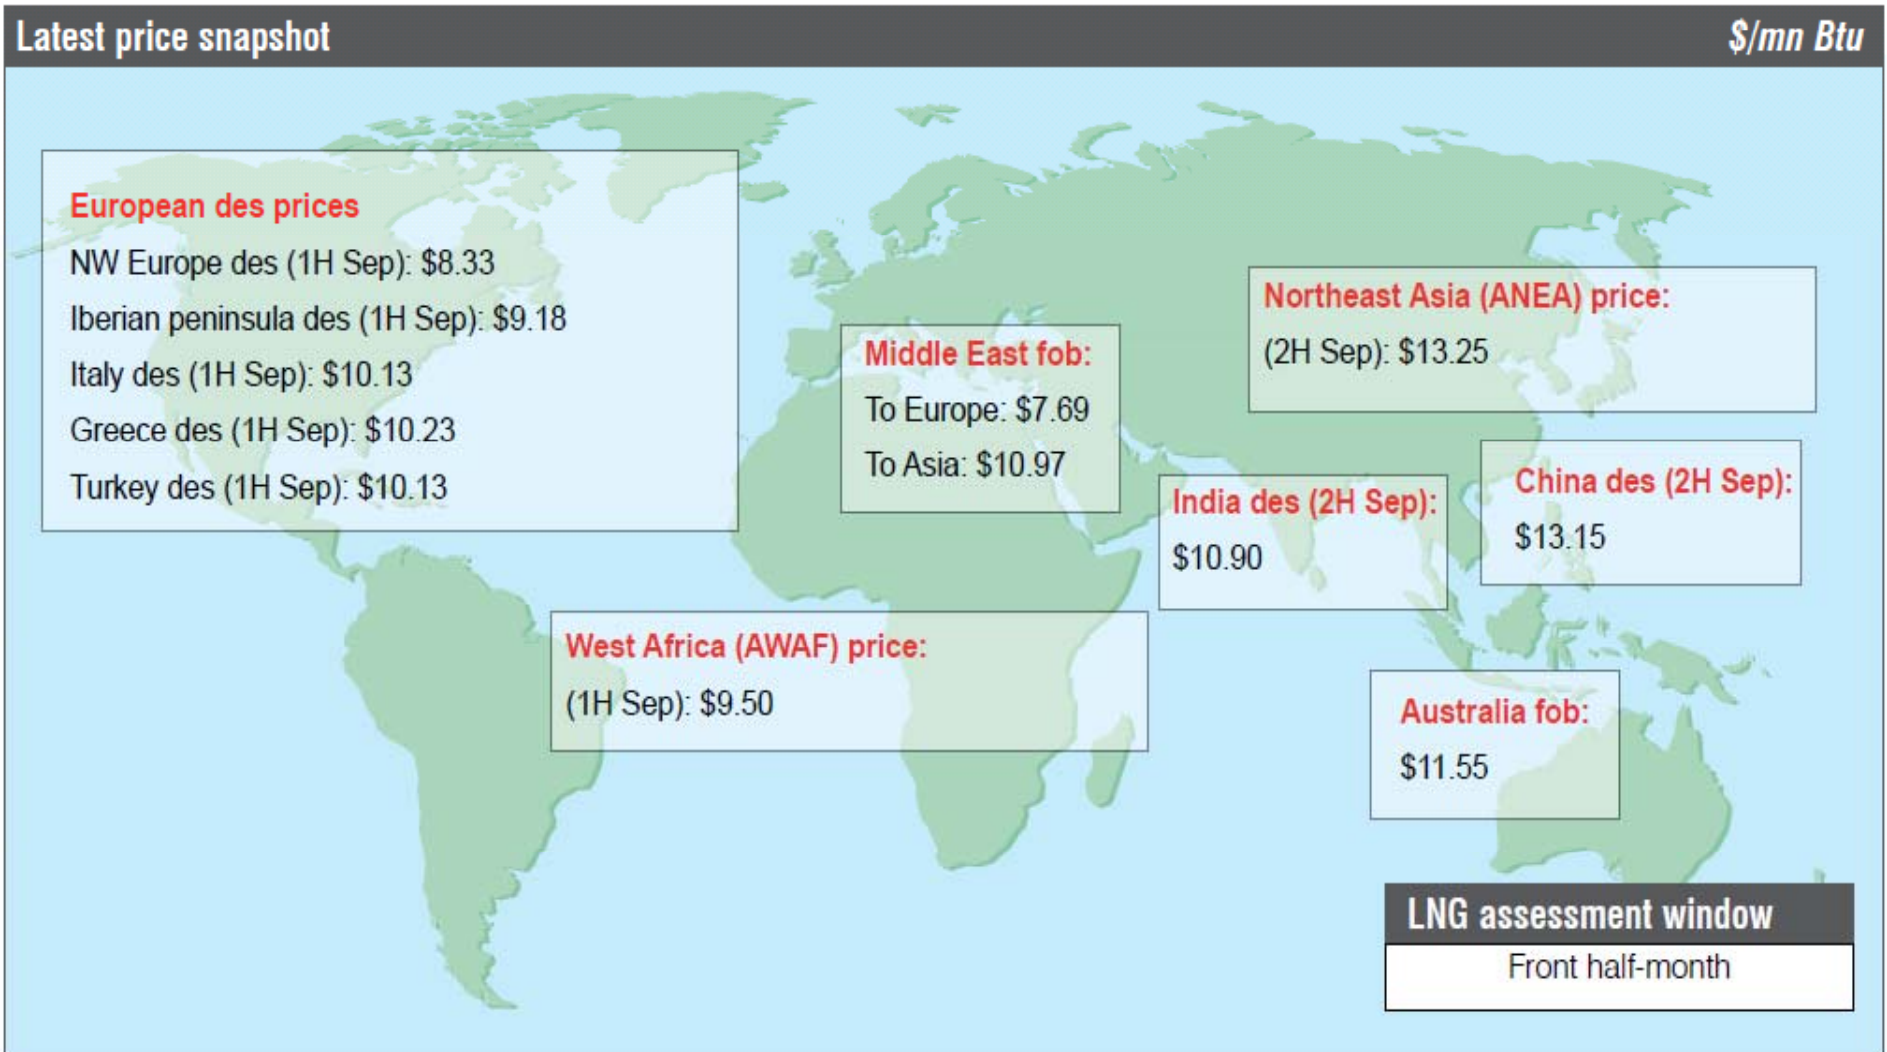 Latest price snapshot
$/mn Btu
European des prices
NW Europe des (1H Sep): $8.33
Iberian peninsula des (1H Sep): $9.18
Italy des (1H Sep): $10.13
Greece des (1H Sep): $10.23
Turkey des (1H Sep): $10.13
Middle East fob:
To Europe: $7.69
To Asia: $10.97
Northeast Asia (ANEA) price:
(2H Sep): $13.25
India des (2H Sep):
$10.90
China des (2H Sep):
$13.15
West Africa (AWAF) price:
(1H Sep): $9.50
Australia fob:
$11.55
LNG assessment window
Front half-month